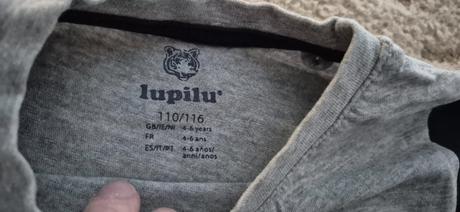 lupilu®
110/116
GB/IE/NI 4-6 years
FR 4-6 ans
ES/IT/PT 4-6 años/
anni/anos